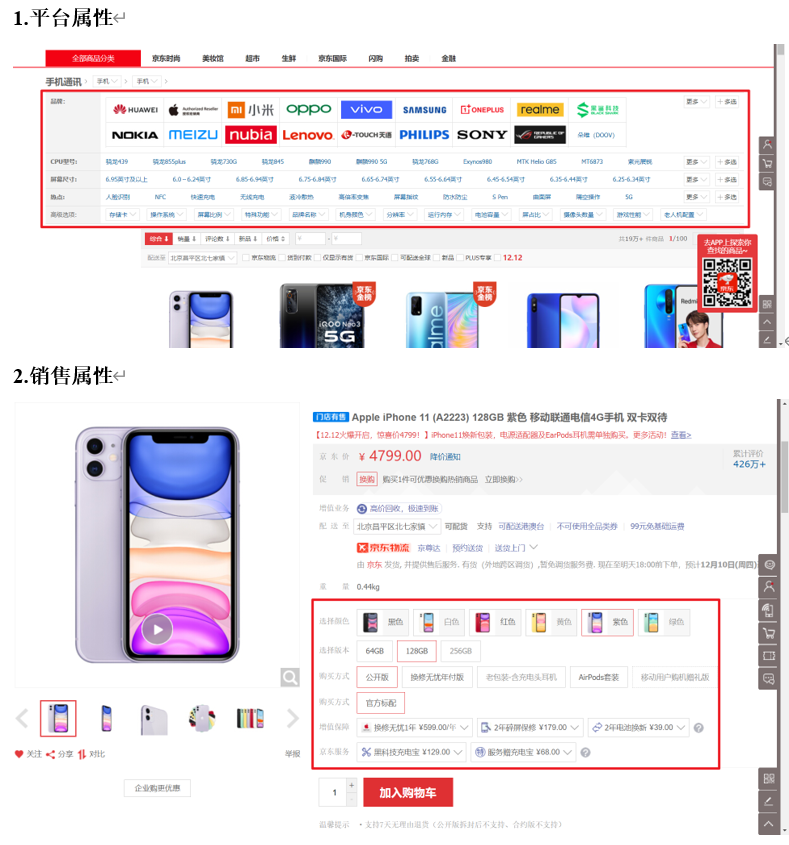 1.平台属性
全部商品分类 京东时尚 美妆馆 超市 生鲜 京东国际 闪购 拍卖 金融
手机通讯 > 手机 > 手机 >
品牌: HUAWEI Authorized Reseller 小米 OPPO vivo SAMSUNG ONEPLUS realme 黑鲨科技 BLACK SHARK 更多 + 多选
NOKIA MEIZU nubia Lenovo K-TOUCH天语 PHILIPS SONY REPUBLIC OF GAMERS 朵唯（DOOV）
CPU型号: 骁龙439 骁龙855plus 骁龙730G 骁龙845 麒麟990 麒麟990 5G 骁龙768G Exynos980 MTK Helio G85 MT6873 紫光展锐 更多 + 多选
屏幕尺寸: 6.95英寸及以上 6.0~6.24英寸 6.85-6.94英寸 6.75-6.84英寸 6.65-6.74英寸 6.55-6.64英寸 6.45-6.54英寸 6.35-6.44英寸 6.25-6.34英寸 更多 + 多选
热点: 人脸识别 NFC 快速充电 无线充电 液冷散热 高倍率变焦 屏幕指纹 防水防尘 S Pen 曲面屏 隔空操作 5G 更多 + 多选
高级选项: 存储卡 操作系统 屏幕比例 特殊功能 品牌名称 机身颜色 分辨率 运行内存 电池容量 屏占比 摄像头数量 游戏性能 老人机配置
综合 销量 评论数 新品 价格 ¥ - ¥ 共19万+ 件商品 1/100
配送至 北京昌平区北七家镇 京东物流 货到付款 仅显示有货 京东国际 可配送全球 新品 PLUS专享 12.12
去APP上探索你
查找的商品~
京东
京东金榜 京东金榜
iQOO Neo3
5G
realme
Redmi
2.销售属性
门店有售 Apple iPhone 11 (A2223) 128GB 紫色 移动联通电信4G手机 双卡双待
【12.12火爆开启，惊喜价4799！】iPhone11换新包装，电源适配器及EarPods耳机需单独购买。更多活动！查看>
京东价 ¥ 4799.00 降价通知 累计评价
426万+
促销 换购 购买1件可优惠换购热销商品 立即换购>>
增值业务 高价回收，极速到账
配送至 北京昌平区北七家镇 可配货 支持 可配送港澳台 不可使用全品类券 99元免基础运费
京东物流 京尊达 预约送货 送货上门
由 京东 发货, 并提供售后服务. 有货（外地跨区调货）,暂免调货服务费. 现在至明天18:00前下单，预计12月10日(周四)
重量 0.44kg
选择颜色 黑色 白色 红色 黄色 紫色 绿色
选择版本 64GB 128GB 256GB
购买方式 公开版 换修无忧年付版 老包装-含充电头耳机 AirPods套装 移动用户购机赠礼版
购买方式 官方标配
增值保障 换修无忧1年 ¥599.00/年 2年碎屏保修 ¥179.00 2年电池换新 ¥39.00 ?
京东服务 黑科技充电宝 ¥129.00 服务赠充电宝 ¥68.00 ?
关注 分享 对比 举报
企业购更优惠
1 + - 加入购物车
温馨提示 • 支持7天无理由退货（公开版拆封后不支持、合约版不支持）